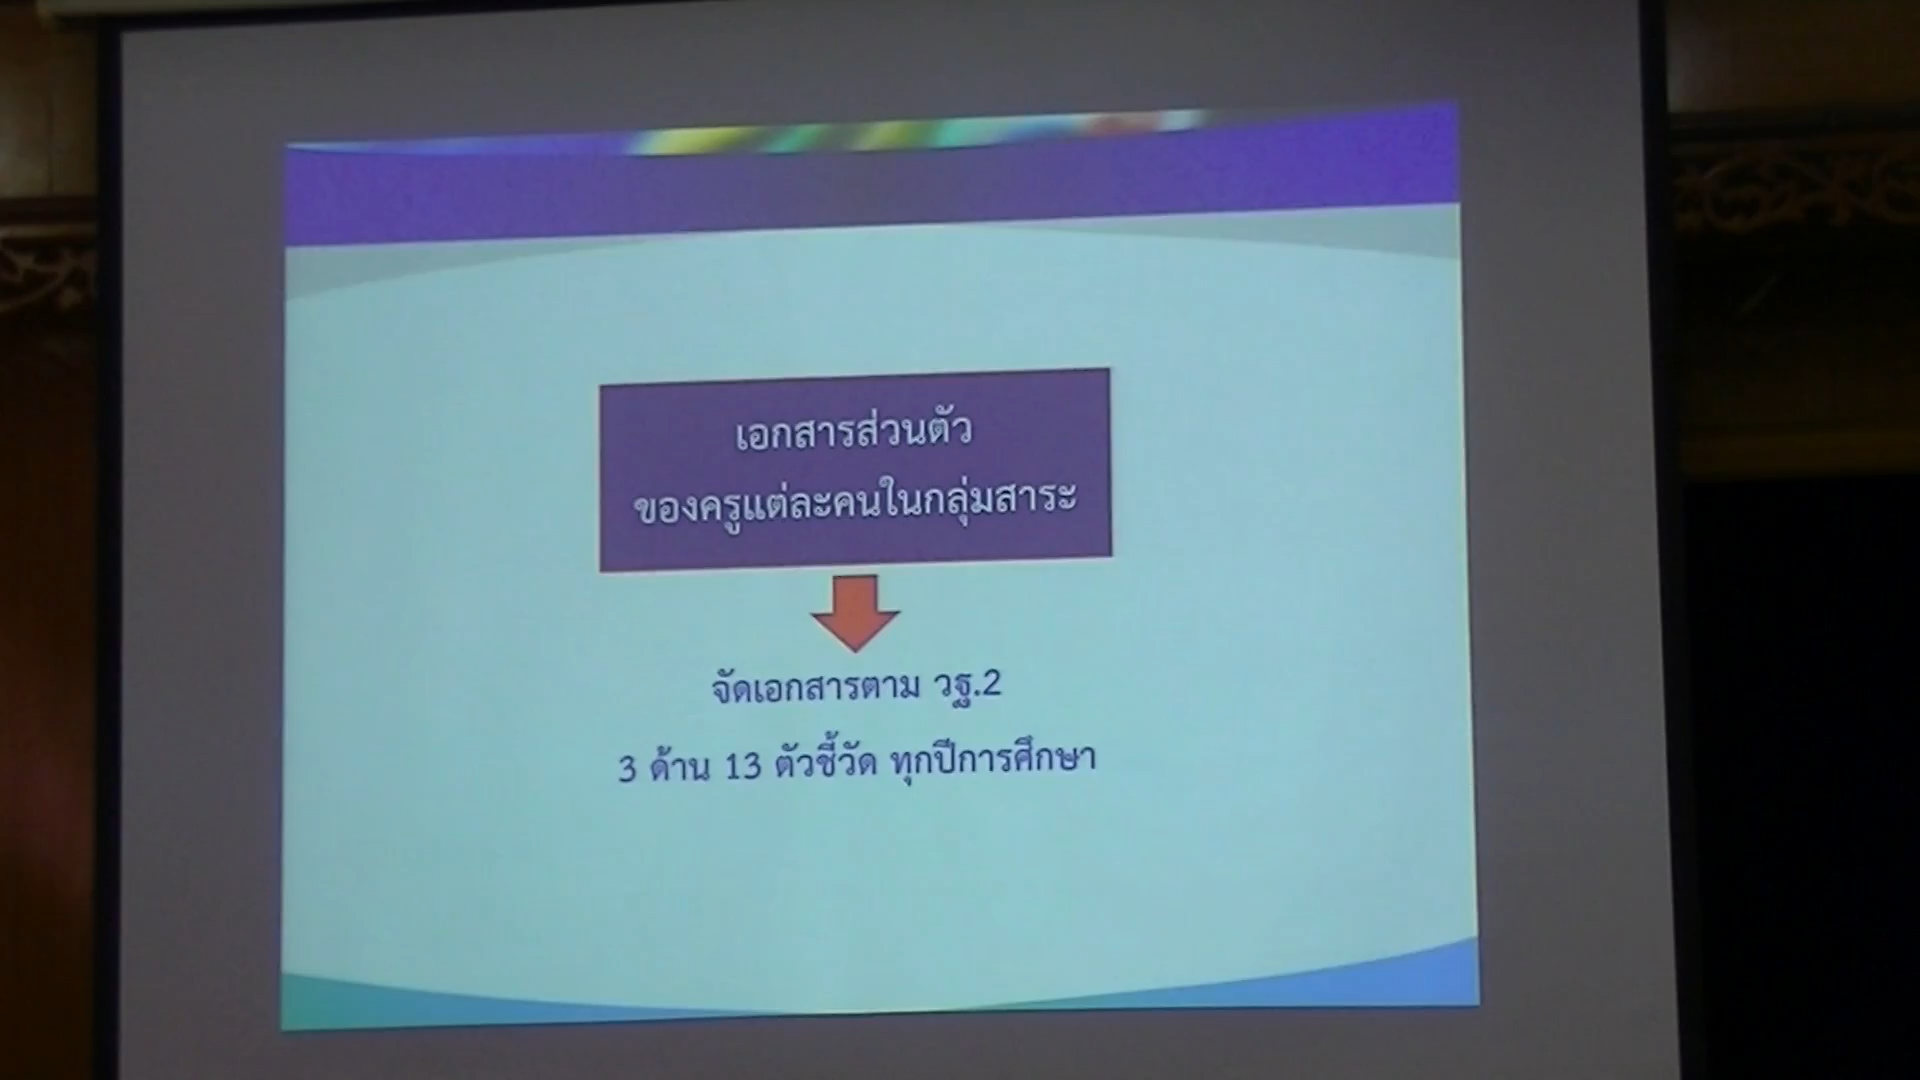 เอกสารส่วนตัว
ของครูแต่ละคนในกลุ่มสาระ
จัดเอกสารตาม วฐ.2
3 ด้าน 13 ตัวชี้วัด ทุกปีการศึกษา